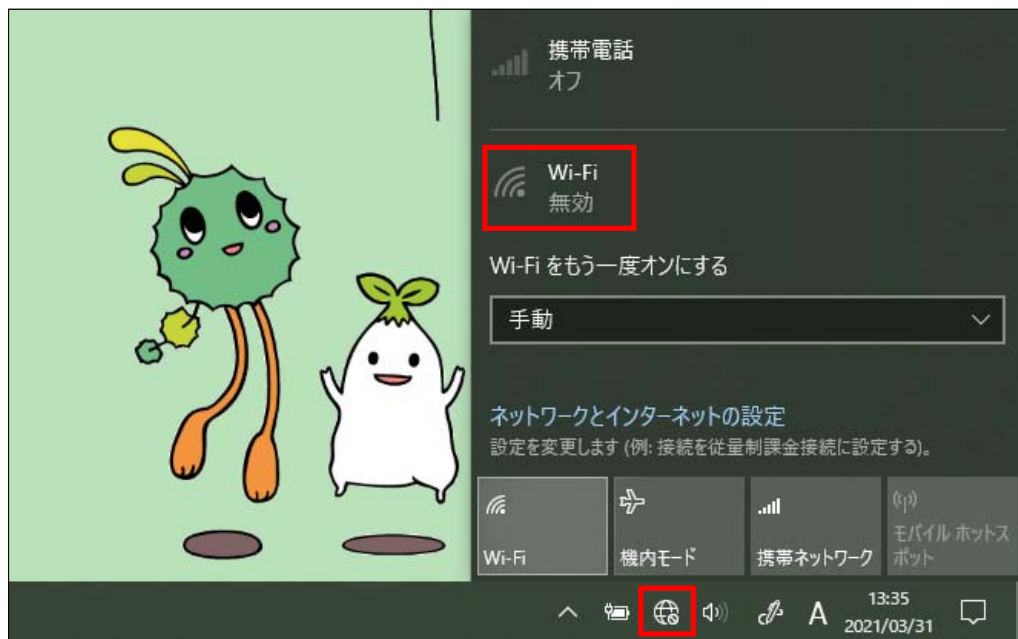 携帯電話
オフ
Wi-Fi
無効
Wi-Fi をもう一度オンにする
手動
ネットワークとインターネットの設定
設定を変更します (例: 接続を従量制課金接続に設定する)。
Wi-Fi
機内モード
携帯ネットワーク
モバイル ホットス
ポット
A
13:35
2021/03/31